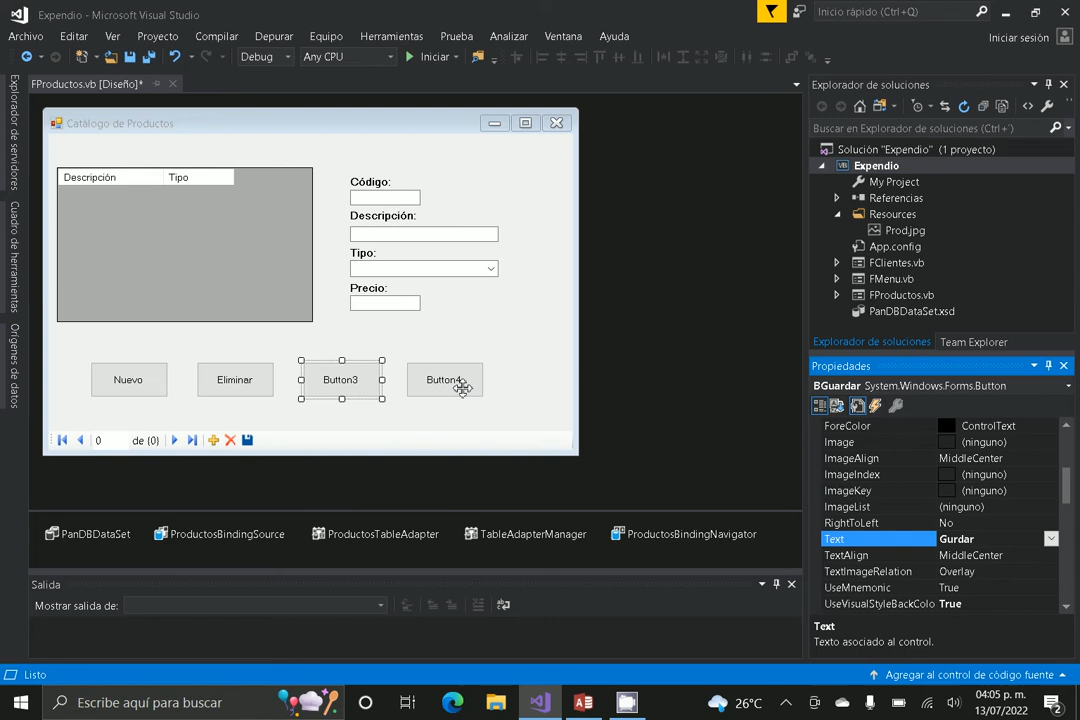 Expendio - Microsoft Visual Studio
Inicio rápido (Ctrl+Q)
Archivo Editar Ver Proyecto Compilar Depurar Equipo Herramientas Prueba Analizar Ventana Ayuda
Iniciar sesión
Debug Any CPU Iniciar
FProductos.vb [Diseño]*
Explorador de servidores
Cuadro de herramientas
Orígenes de datos
Catálogo de Productos
Descripción Tipo
Código:
Descripción:
Tipo:
Precio:
Nuevo Eliminar Button3 Button4
0 de (0)
PanDBDataSet ProductosBindingSource ProductosTableAdapter TableAdapterManager ProductosBindingNavigator
Salida
Mostrar salida de:
Explorador de soluciones
Buscar en Explorador de soluciones (Ctrl+')
Solución "Expendio" (1 proyecto)
VB Expendio
My Project
Referencias
Resources
Prod.jpg
App.config
FClientes.vb
FMenu.vb
FProductos.vb
PanDBDataSet.xsd
Explorador de soluciones Team Explorer
Propiedades
BGuardar System.Windows.Forms.Button
ForeColor ControlText
Image (ninguno)
ImageAlign MiddleCenter
ImageIndex (ninguno)
ImageKey (ninguno)
ImageList (ninguno)
RightToLeft No
Text Gurdar
TextAlign MiddleCenter
TextImageRelation Overlay
UseMnemonic True
UseVisualStyleBackColo True
Text
Texto asociado al control.
Listo
Agregar al control de código fuente
Escribe aquí para buscar
26°C
04:05 p. m.
13/07/2022
2